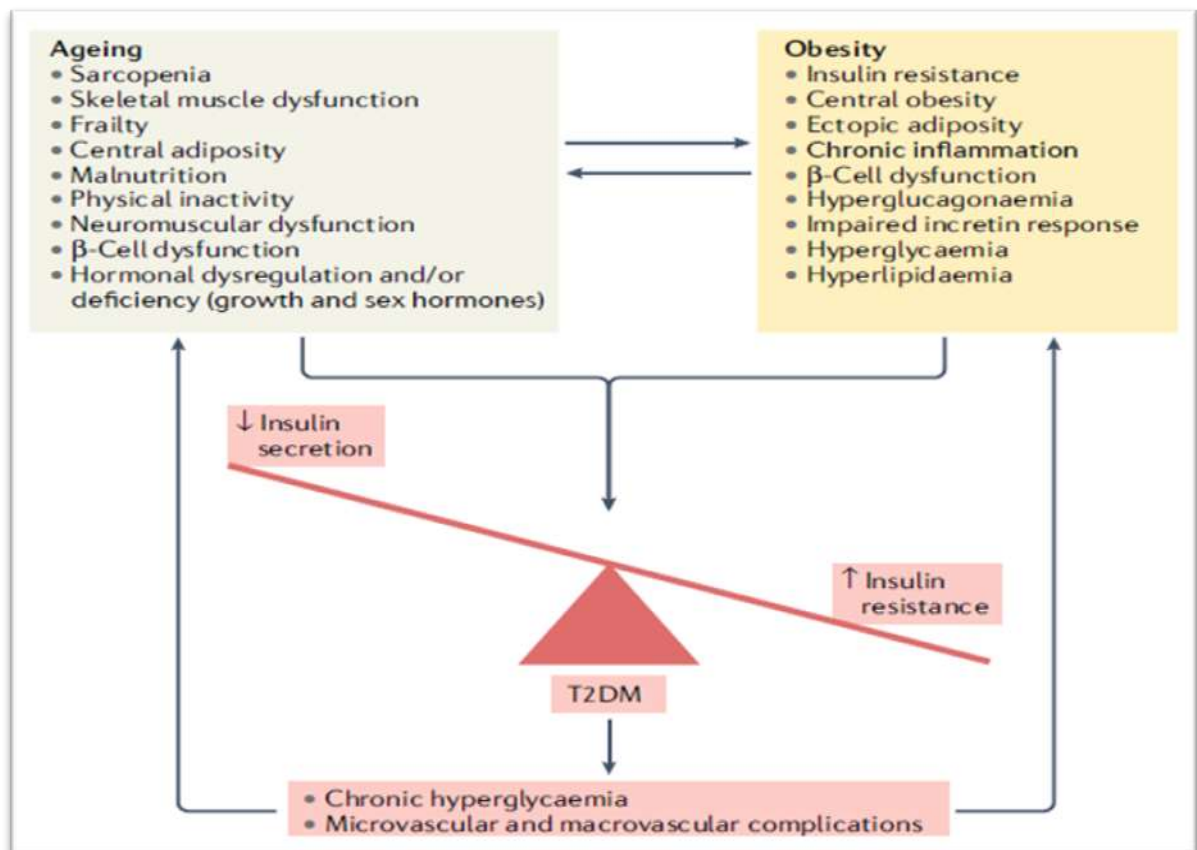 Ageing
• Sarcopenia
• Skeletal muscle dysfunction
• Frailty
• Central adiposity
• Malnutrition
• Physical inactivity
• Neuromuscular dysfunction
• β-Cell dysfunction
• Hormonal dysregulation and/or
deficiency (growth and sex hormones)
Obesity
• Insulin resistance
• Central obesity
• Ectopic adiposity
• Chronic inflammation
• β-Cell dysfunction
• Hyperglucagonaemia
• Impaired incretin response
• Hyperglycaemia
• Hyperlipidaemia
↓ Insulin
secretion
↑ Insulin
resistance
T2DM
• Chronic hyperglycaemia
• Microvascular and macrovascular complications